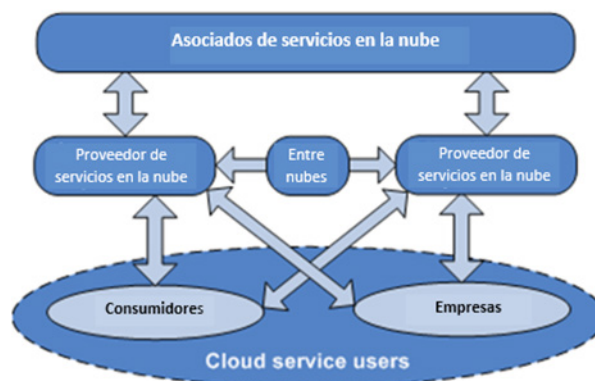 Asociados de servicios en la nube
Proveedor de
servicios en la nube
Entre
nubes
Proveedor de
servicios en la nube
Consumidores
Empresas
Cloud service users